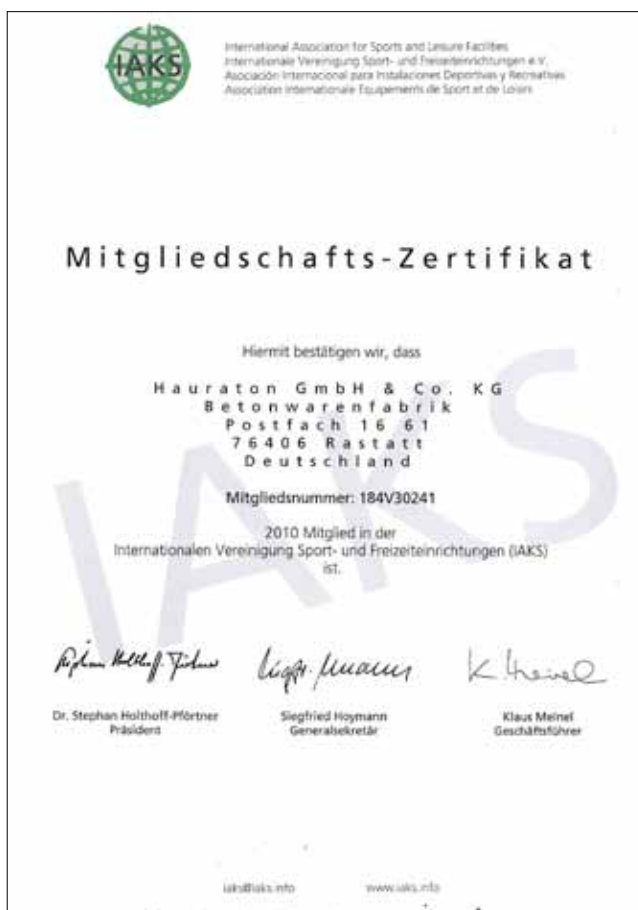 IAKS
International Association for Sports and Leisure Facilities
Internationale Vereinigung Sport- und Freizeiteinrichtungen e.V.
Asociación Internacional para Instalaciones Deportivas y Recreativas
Association Internationale Equipements de Sport et de Loisirs
Mitgliedschafts-Zertifikat
Hiermit bestätigen wir, dass
Hauraton GmbH & Co. KG
Betonwarenfabrik
Postfach 16 61
76406 Rastatt
Deutschland
Mitgliedsnummer: 184V30241
2010 Mitglied in der
Internationalen Vereinigung Sport- und Freizeiteinrichtungen (IAKS)
ist.
IAKS
Dr. Stephan Holthoff-Pförtner Siegfried Hoymann Klaus Meinel
Präsident Generalsekretär Geschäftsführer
iaks@iaks.info www.iaks.info